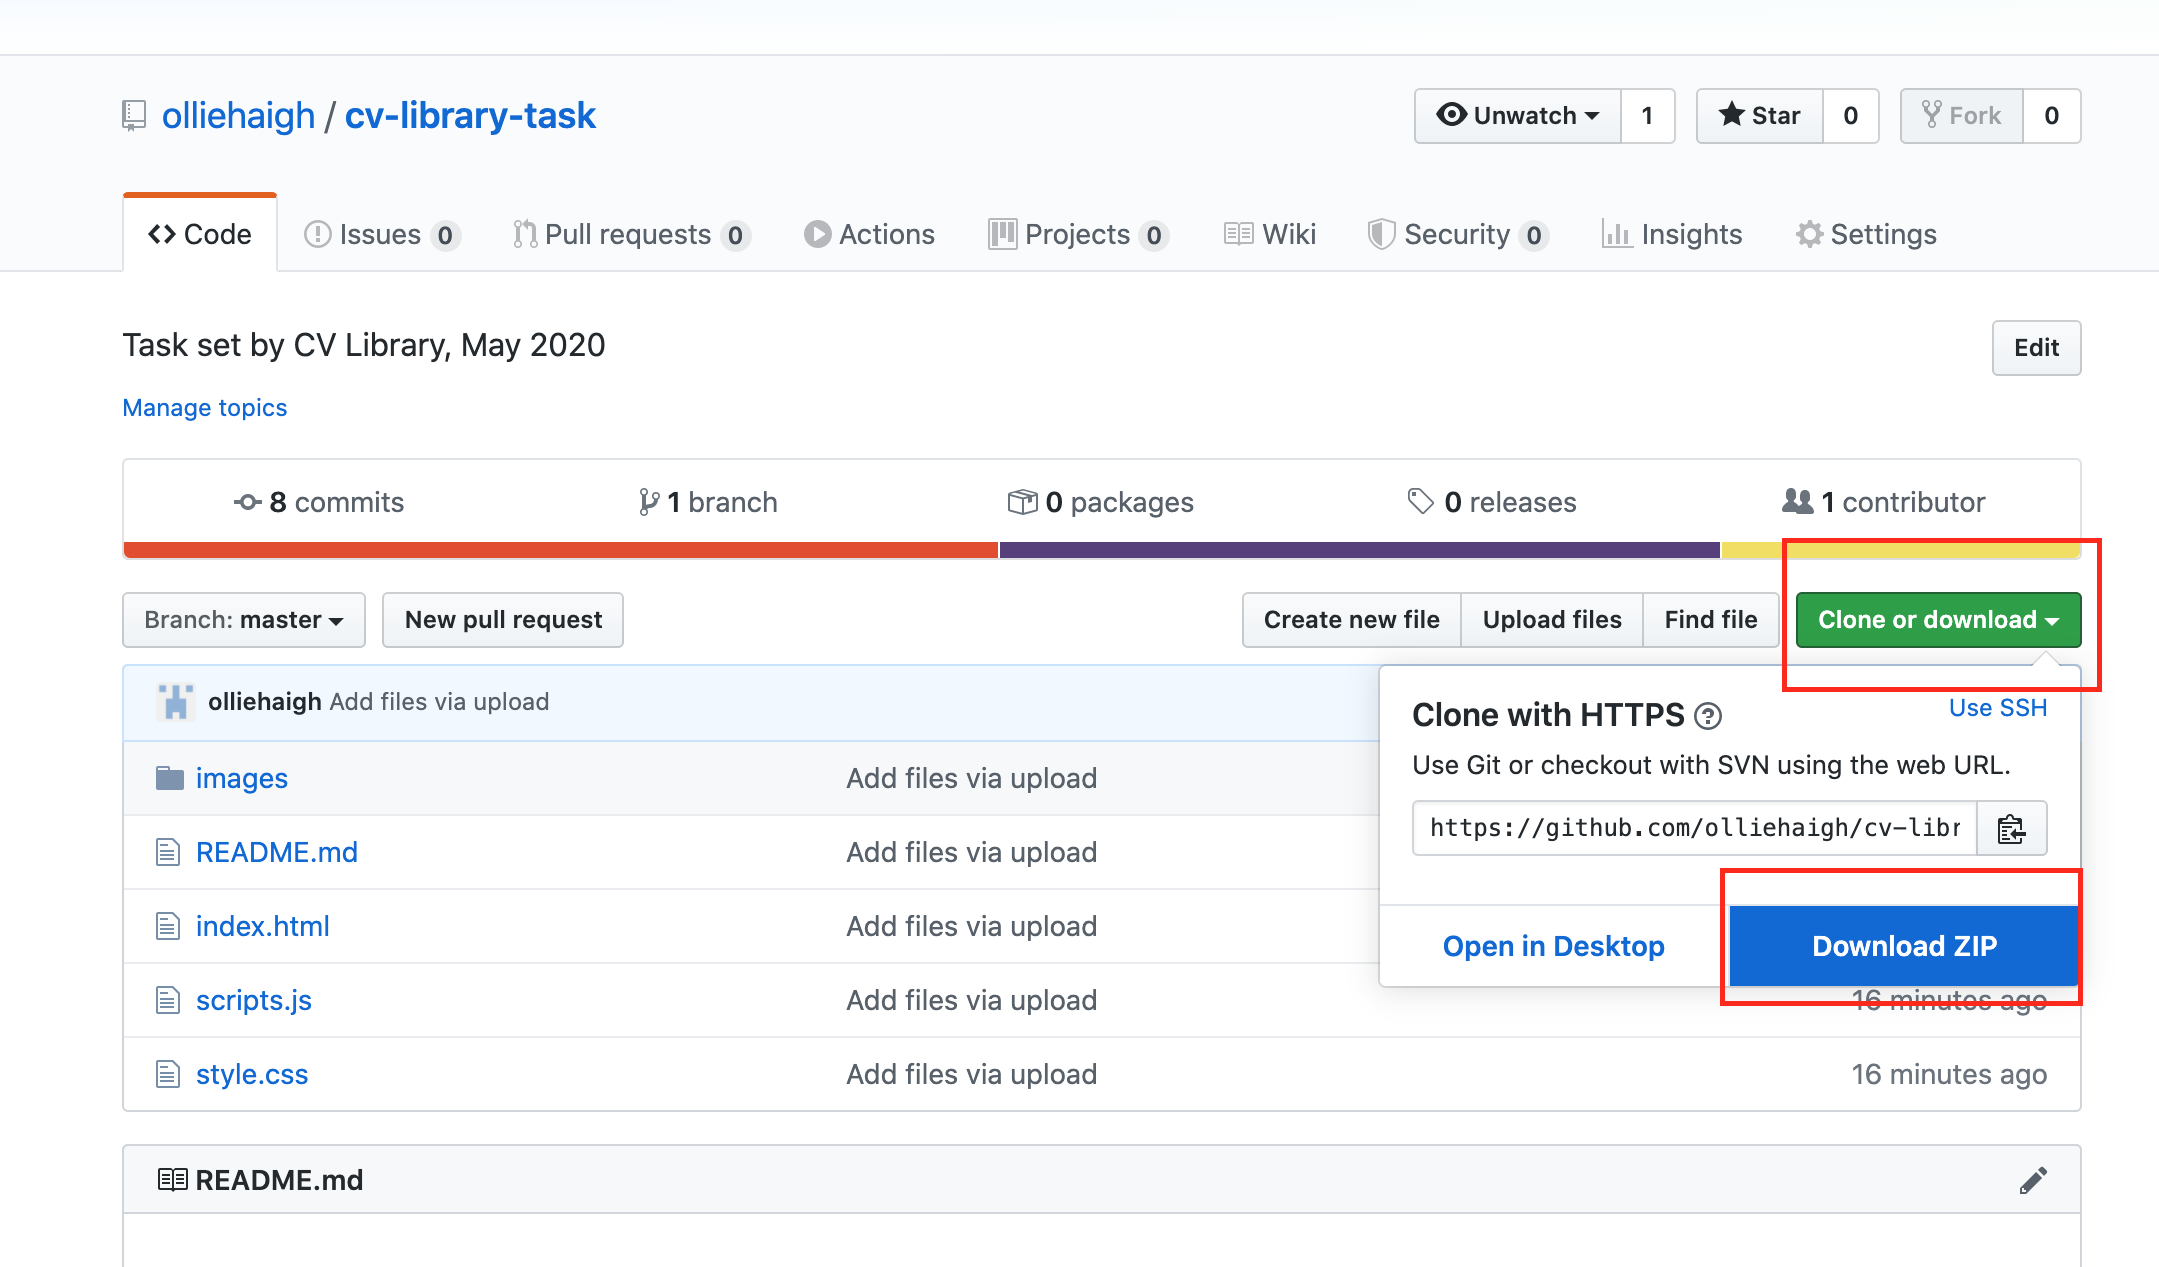 olliehaigh / cv-library-task
Unwatch 1 Star 0 Fork 0
Code Issues 0 Pull requests 0 Actions Projects 0 Wiki Security 0 Insights Settings
Task set by CV Library, May 2020
Edit
Manage topics
8 commits 1 branch 0 packages 0 releases 1 contributor
Branch: master New pull request Create new file Upload files Find file Clone or download
olliehaigh Add files via upload
Clone with HTTPS ?
Use SSH
Use Git or checkout with SVN using the web URL.
https://github.com/olliehaigh/cv-libr
Open in Desktop Download ZIP
images Add files via upload
README.md Add files via upload
index.html Add files via upload
scripts.js Add files via upload 16 minutes ago
style.css Add files via upload 16 minutes ago
README.md